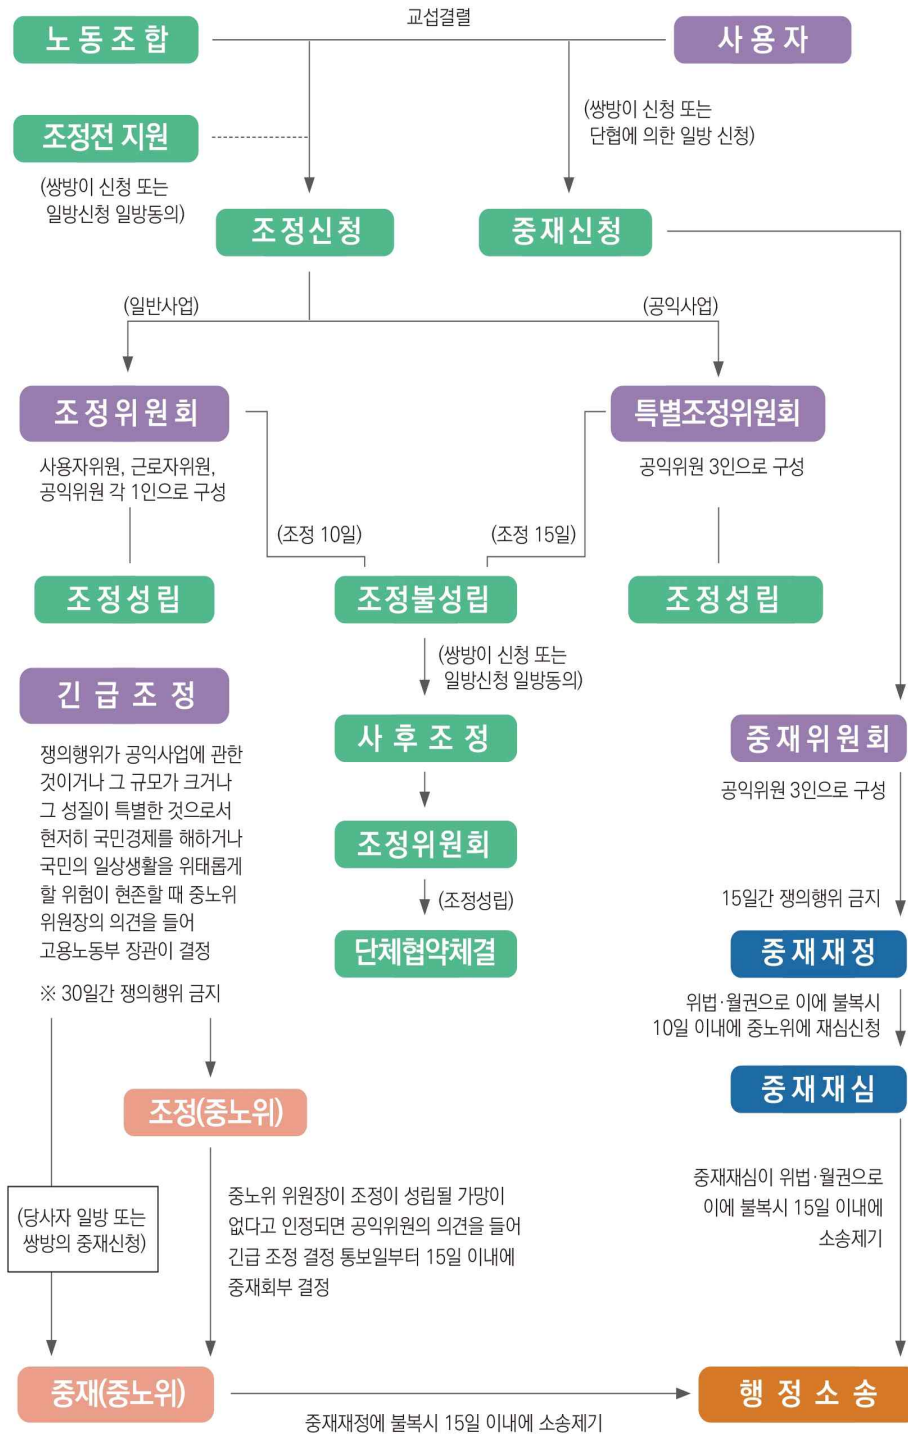 교섭결렬
노동조합
사용자
조정전 지원
(쌍방이 신청 또는
일방신청 일방동의)
(쌍방이 신청 또는
단협에 의한 일방 신청)
조정신청
중재신청
(일반사업)
(공익사업)
조정위원회
특별조정위원회
사용자위원, 근로자위원,
공익위원 각 1인으로 구성
공익위원 3인으로 구성
(조정 10일)
(조정 15일)
조정성립
조정불성립
조정성립
(쌍방이 신청 또는
일방신청 일방동의)
긴급조정
사후조정
중재위원회
쟁의행위가 공익사업에 관한
것이거나 그 규모가 크거나
그 성질이 특별한 것으로서
현저히 국민경제를 해하거나
국민의 일상생활을 위태롭게
할 위험이 현존할 때 중노위
위원장의 의견을 들어
고용노동부 장관이 결정
※ 30일간 쟁의행위 금지
조정위원회
(조정성립)
단체협약체결
공익위원 3인으로 구성
15일간 쟁의행위 금지
중재재정
위법·월권으로 이에 불복시
10일 이내에 중노위에 재심신청
중재재심
조정(중노위)
(당사자 일방 또는
쌍방의 중재신청)
중노위 위원장이 조정이 성립될 가망이
없다고 인정되면 공익위원의 의견을 들어
긴급 조정 결정 통보일부터 15일 이내에
중재회부 결정
중재재심이 위법·월권으로
이에 불복시 15일 이내에
소송제기
중재(중노위)
중재재정에 불복시 15일 이내에 소송제기
행정소송